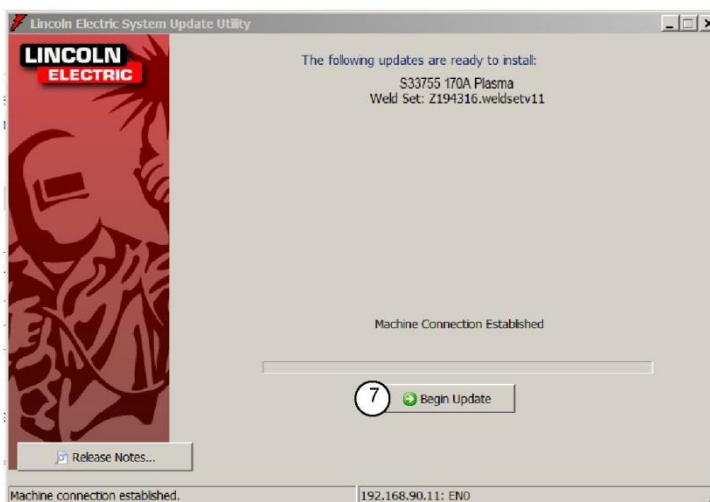 Lincoln Electric System Update Utility
LINCOLN
ELECTRIC
The following updates are ready to install:
S33755 170A Plasma
Weld Set: Z194316.weldsetv11
Machine Connection Established
7
Begin Update
Release Notes...
Machine connection established.
192.168.90.11: EN0